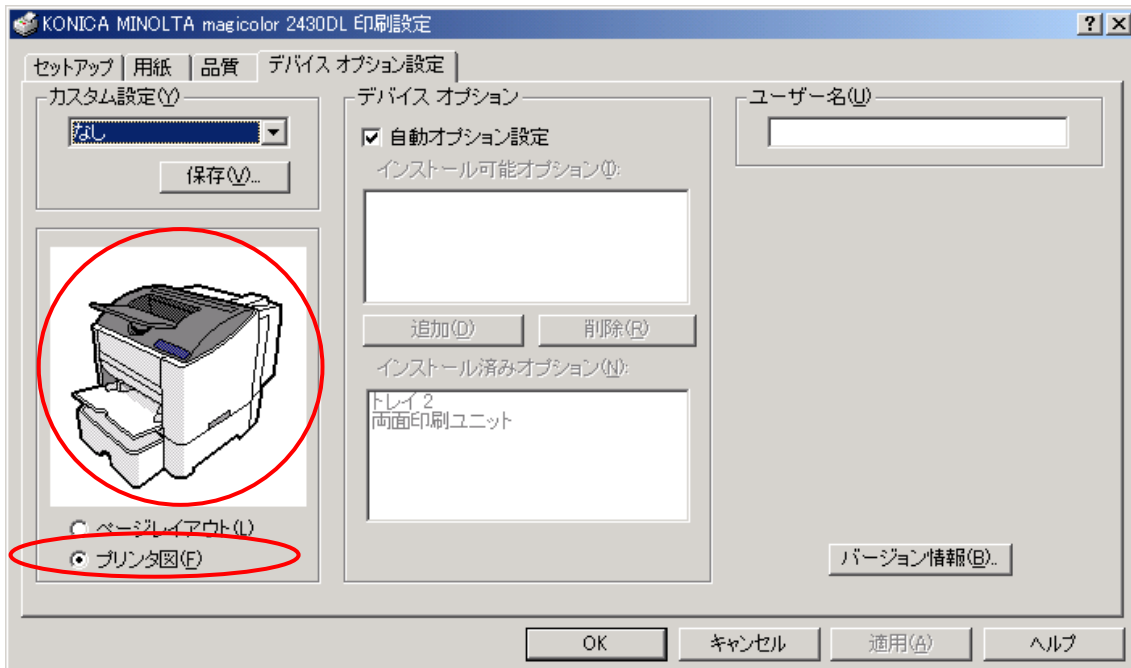 KONICA MINOLTA magicolor 2430DL 印刷設定
セットアップ 用紙 品質 デバイス オプション設定
カスタム設定(Y)
なし
保存(V)...
ページレイアウト(L)
プリンタ図(F)
デバイス オプション
自動オプション設定
インストール可能オプション(I):
追加(D) 削除(R)
インストール済みオプション(N):
トレイ 2
両面印刷ユニット
ユーザー名(U)
バージョン情報(B)..
OK キャンセル 適用(A) ヘルプ